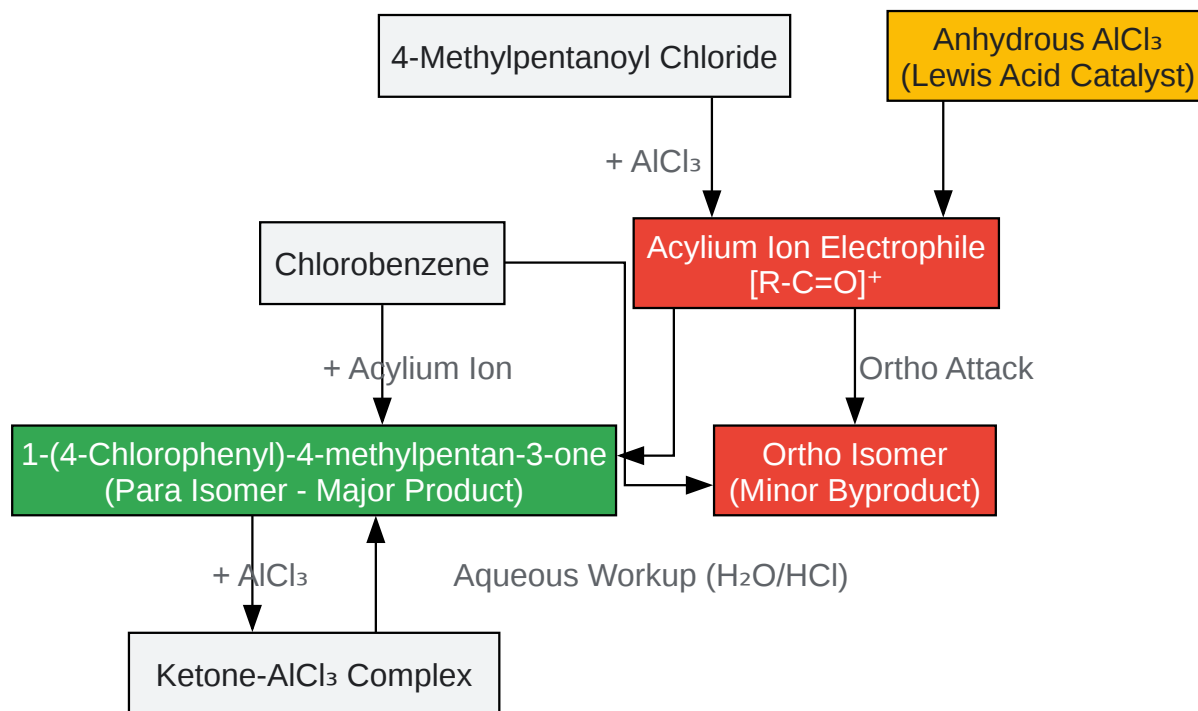 4-Methylpentanoyl Chloride
Anhydrous AlCl₃
(Lewis Acid Catalyst)
+ AlCl₃
Chlorobenzene
Acylium Ion Electrophile
[R-C=O]⁺
+ Acylium Ion
Ortho Attack
1-(4-Chlorophenyl)-4-methylpentan-3-one
(Para Isomer - Major Product)
Ortho Isomer
(Minor Byproduct)
+ AlCl₃
Aqueous Workup (H₂O/HCl)
Ketone-AlCl₃ Complex